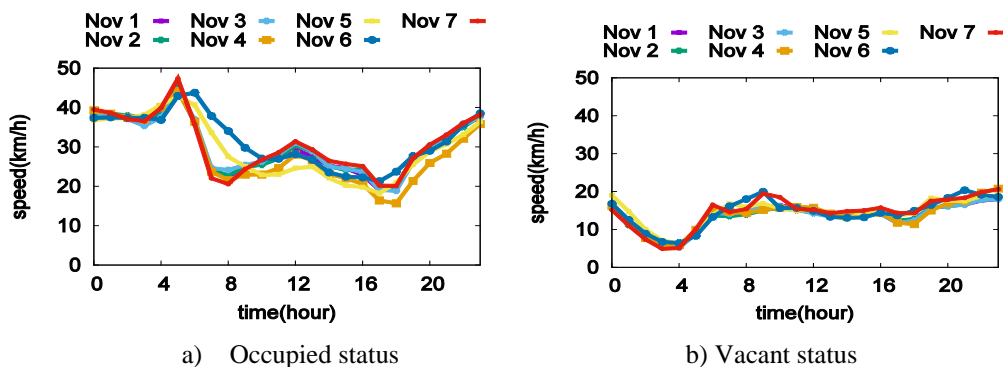 Nov 1 Nov 3 Nov 5 Nov 7
Nov 2 Nov 4 Nov 6
50
40
30
20
10
0
speed(km/h)
0 4 8 12 16 20
time(hour)
a) Occupied status
Nov 1 Nov 3 Nov 5 Nov 7
Nov 2 Nov 4 Nov 6
50
40
30
20
10
0
speed(km/h)
0 4 8 12 16 20
time(hour)
b) Vacant status